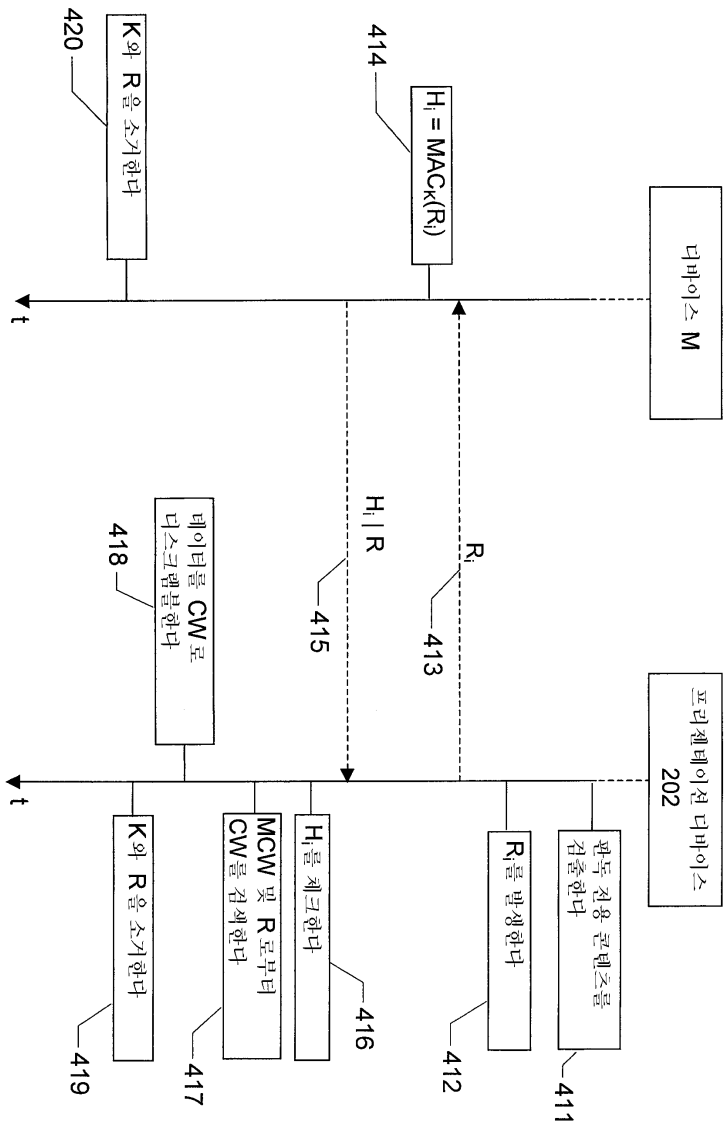 디바이스 M
프리젠테이션 디바이스
202
판독 전용 콘텐츠를
검출한다
411
R_i를 발생한다
412
R_i
413
H_i = MAC_K(R_i)
414
H_i | R
415
H_i를 체크한다
416
MCW 및 R로부터
CW를 검색한다
417
데이터를 CW로
디스크램블한다
418
K와 R을 소거한다
419
K와 R을 소거한다
420
t
t